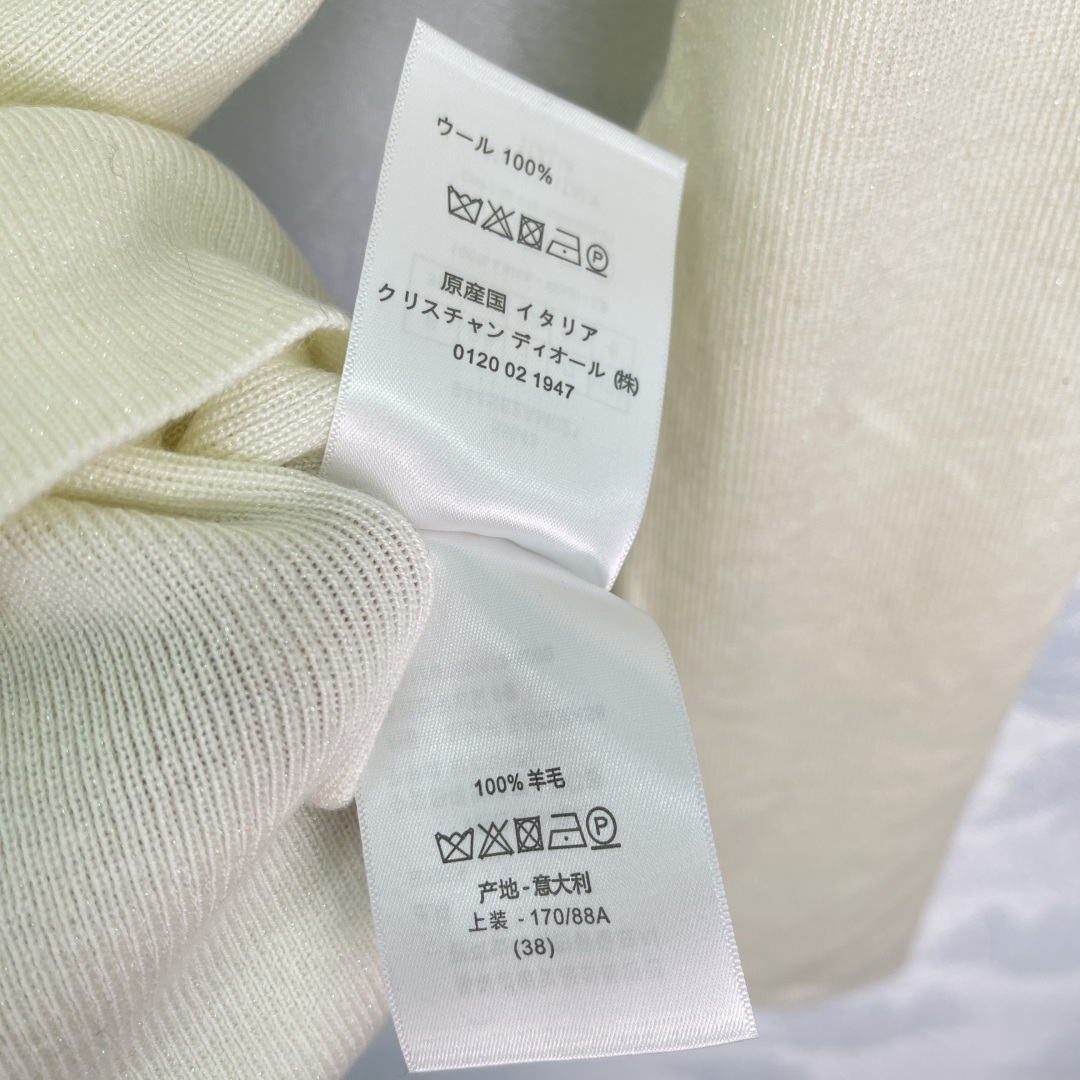 ウール 100%
P
原産国 イタリア
クリスチャン ディオール (株)
0120 02 1947
100% 羊毛
P
产地 - 意大利
上装 - 170/88A
(38)